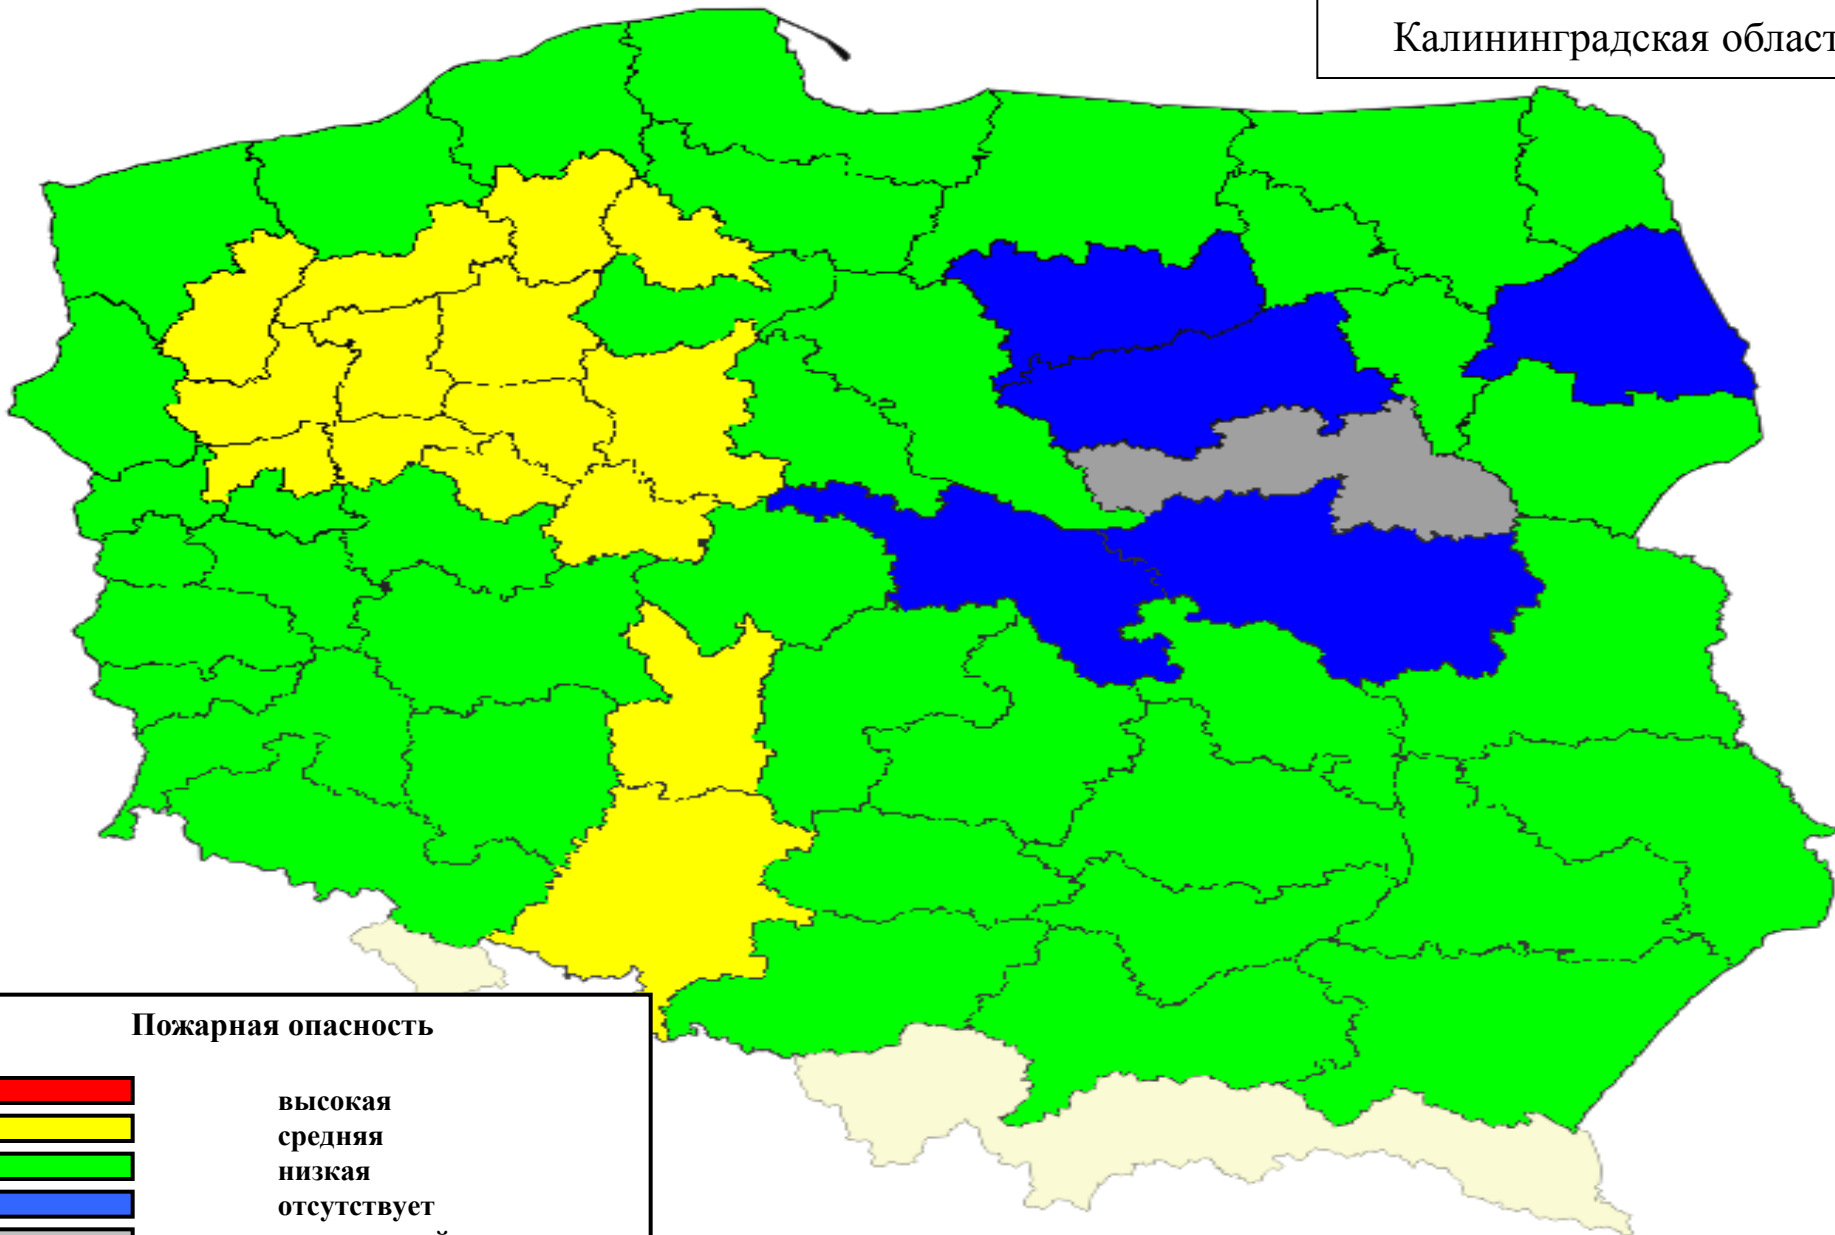 Калининградская област
Пожарная опасность
высокая
средняя
низкая
отсутствует